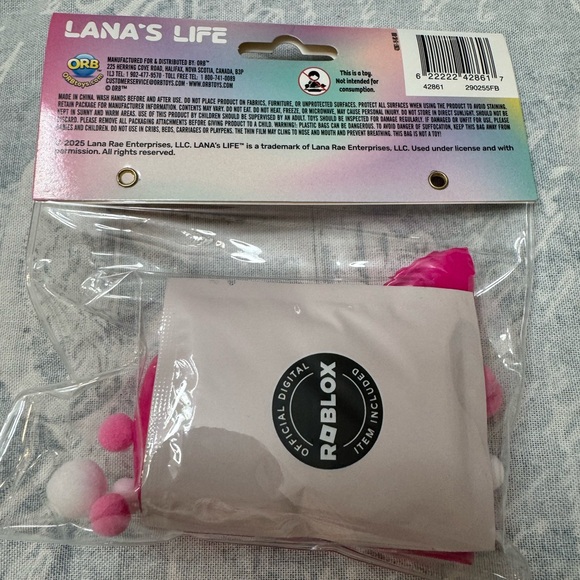 LANA'S LIFE
ORB
ORBTOYS.COM
MANUFACTURED FOR & DISTRIBUTED BY: ORB™
225 HERRING COVE ROAD, HALIFAX, NOVA SCOTIA, CANADA, B3P
1L3 TEL: 1 902-477-9570 · TOLL FREE TEL: 1 800-741-0089
CUSTOMERSERVICE@ORBTOYS.COM · WWW.ORBTOYS.COM
© ORB™
This is a toy.
Not intended for
consumption.
THIS IS NOT A TOY!
6 22222 42861 7
42861 290255FB
MADE IN CHINA. WASH HANDS BEFORE AND AFTER USE. DO NOT PLACE PRODUCT ON FABRICS, FURNITURE, OR UNPROTECTED SURFACES. PROTECT ALL SURFACES WHEN USING THE PRODUCT TO AVOID STAINING.
RETAIN PACKAGE FOR MANUFACTURER INFORMATION. CONTENTS MAY VARY. DO NOT EAT. DO NOT HEAT, FREEZE, OR MICROWAVE, MAY CAUSE PERSONAL INJURY. DO NOT STORE IN DIRECT SUNLIGHT. SHOULD NOT BE
KEPT IN SUNNY AND WARM AREAS. USE OF THIS PRODUCT BY CHILDREN SHOULD BE SUPERVISED BY AN ADULT. TOYS SHOULD BE INSPECTED FOR DAMAGE REGULARLY. IF DAMAGED OR UNFIT FOR USE, PLEASE
DISCARD. PLEASE REMOVE ALL PACKAGING ATTACHMENTS BEFORE GIVING PRODUCT TO A CHILD. WARNING!: PLASTIC BAGS CAN BE DANGEROUS. TO AVOID DANGER OF SUFFOCATION, KEEP THIS BAG AWAY FROM
BABIES AND CHILDREN. DO NOT USE IN CRIBS, BEDS, CARRIAGES OR PLAYPENS. THE THIN FILM MAY CLING TO NOSE AND MOUTH AND PREVENT BREATHING. THIS BAG IS NOT A TOY!
© 2025 Lana Rae Enterprises, LLC. LANA's LIFE™ is a trademark of Lana Rae Enterprises, LLC. Used under license and with
permission. All rights reserved.
OFFICIAL DIGITAL
ROBLOX
ITEM INCLUDED